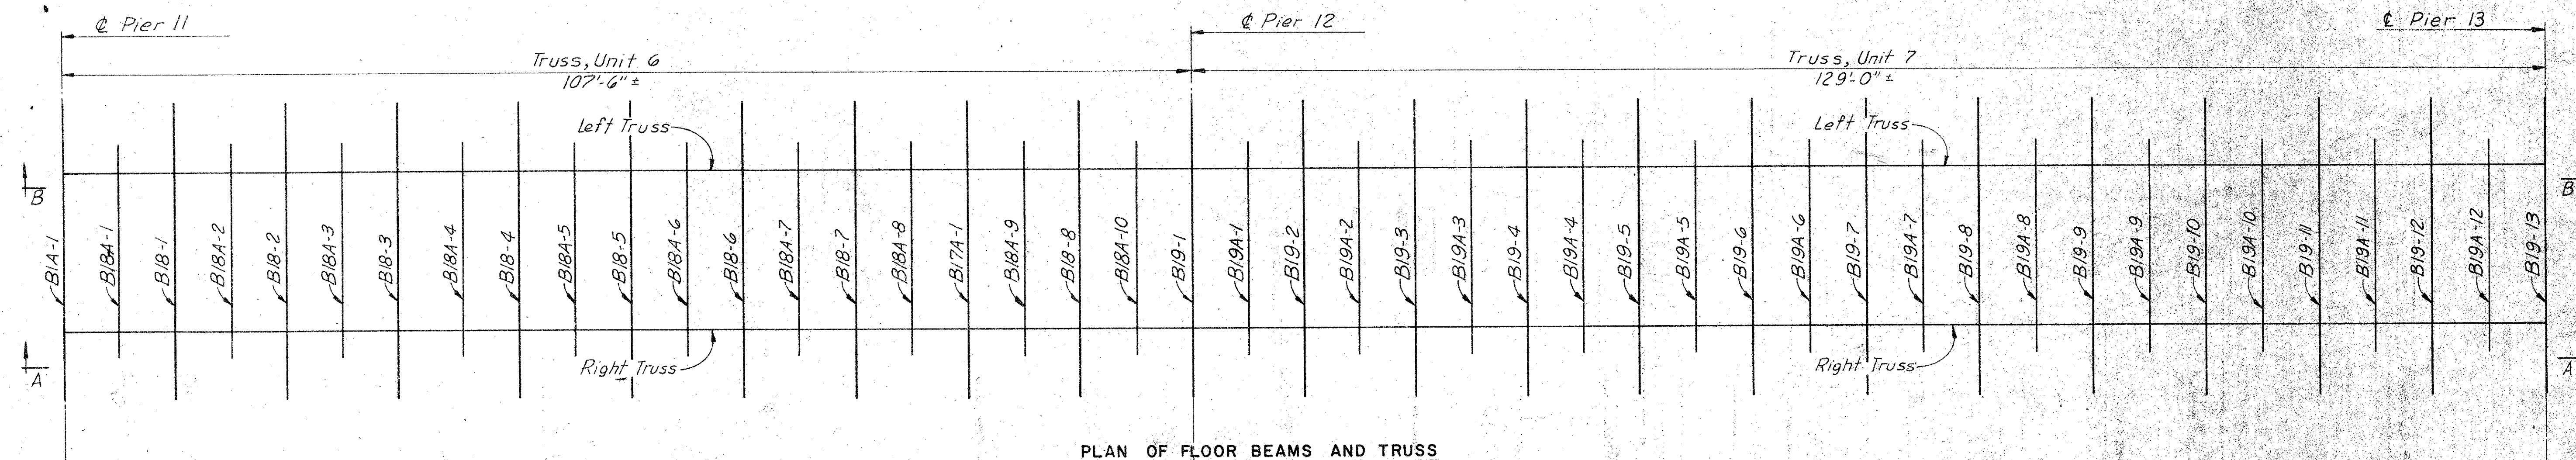 ℄ Pier 11
℄ Pier 12
℄ Pier 13
Truss, Unit 6
107'-6" ±
Truss, Unit 7
129'-0" ±
Left Truss
Left Truss
B
B
B1A-1
B18A-1
B18-1
B18A-2
B18-2
B18A-3
B18-3
B18A-4
B18-4
B18A-5
B18-5
B18A-6
B18-6
B18A-7
B18-7
B18A-8
B17A-1
B18A-9
B18-8
B18A-10
B19-1
B19A-1
B19-2
B19A-2
B19-3
B19A-3
B19-4
B19A-4
B19-5
B19A-5
B19-6
B19A-6
B19-7
B19A-7
B19-8
B19A-8
B19-9
B19A-9
B19-10
B19A-10
B19-11
B19A-11
B19-12
B19A-12
B19-13
Right Truss
Right Truss
A
A
PLAN OF FLOOR BEAMS AND TRUSS